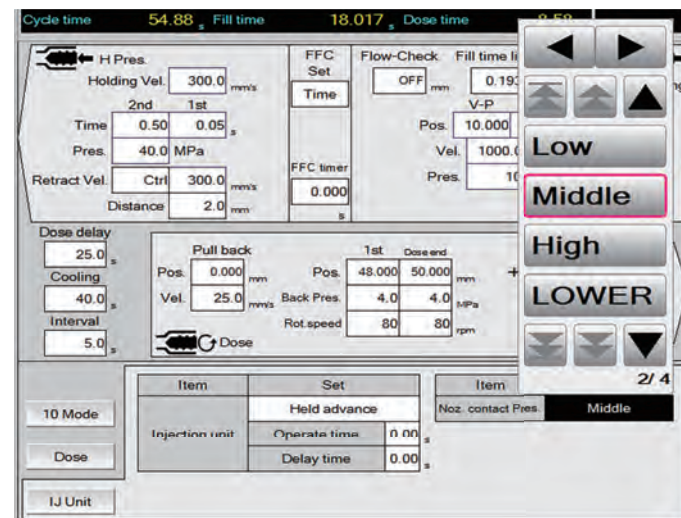 Cycle time 54.88 s Fill time 18.017 s Dose time 8.58
H Pres.
FFC Set
Flow-Check Fill time
Holding Vel. 300.0 mm/s
Time
OFF mm
V-P
2nd 1st
Time 0.50 0.05 s
Pos. 10.000
Pres. 40.0 MPa
Vel.
FFC timer
Pres.
Retract Vel. Ctrl 300.0 mm/s
0.000
s
Distance 2.0 mm
Low
Middle
High
LOWER
2/ 4
Dose delay
25.0 s
Cooling
40.0 s
Interval
5.0 s
Pull back
1st Dose end
Pos. 0.000 mm
Pos. 48.000 50.000 mm
+
Vel. 25.0 mm/s
Back Pres. 4.0 4.0 MPa
Rot.speed 80 80 rpm
Dose
10 Mode
Dose
IJ Unit
Item Set
Held advance
Injection unit
Operate time 0.00 s
Delay time 0.00 s
Item
Noz. contact Pres. Middle